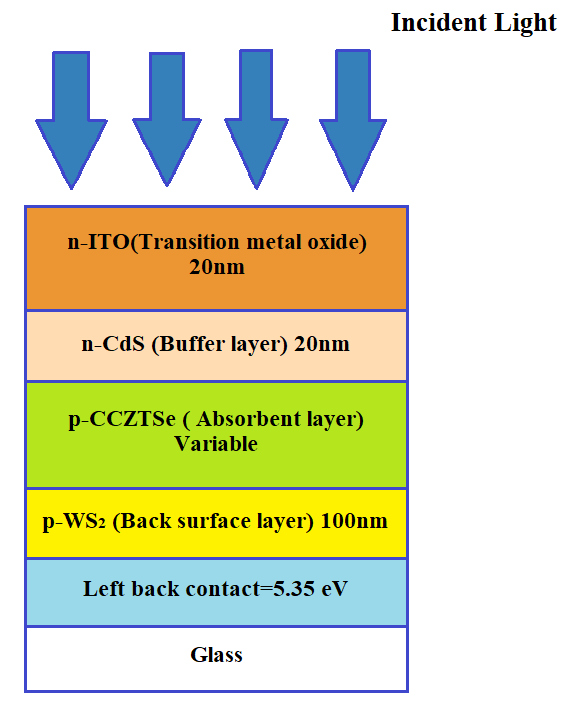 Incident Light
n-ITO(Transition metal oxide)
20nm
n-CdS (Buffer layer) 20nm
p-CCZTSe ( Absorbent layer)
Variable
p-WS₂ (Back surface layer) 100nm
Left back contact=5.35 eV
Glass